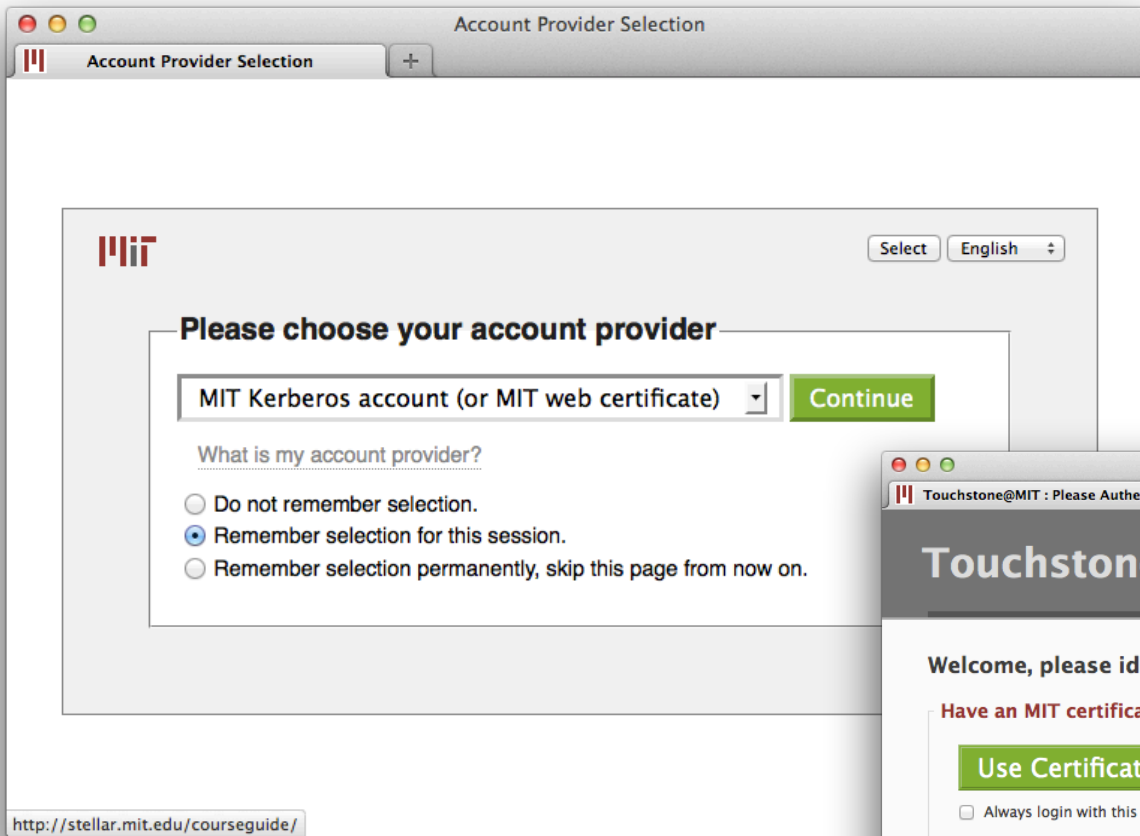 Account Provider Selection
Account Provider Selection
MIT
Select English
Please choose your account provider
MIT Kerberos account (or MIT web certificate) Continue
What is my account provider?
Do not remember selection.
Remember selection for this session.
Remember selection permanently, skip this page from now on.
http://stellar.mit.edu/courseguide/
Touchstone@MIT : Please Authe
Touchston
Welcome, please id
Have an MIT certifica
Use Certificat
Always login with this